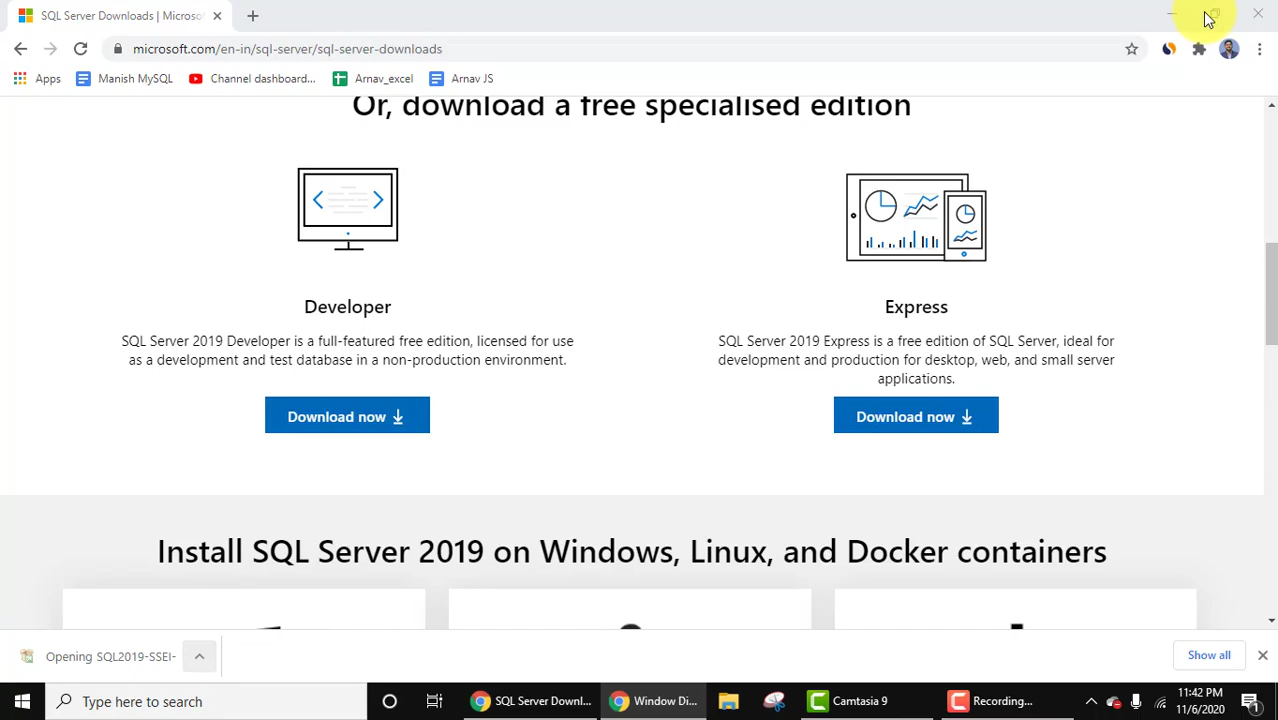 SQL Server Downloads | Microsof
microsoft.com/en-in/sql-server/sql-server-downloads
Apps Manish MySQL Channel dashboard... Arnav_excel Arnav JS
Or, download a free specialised edition
Developer
SQL Server 2019 Developer is a full-featured free edition, licensed for use
as a development and test database in a non-production environment.
Download now
Express
SQL Server 2019 Express is a free edition of SQL Server, ideal for
development and production for desktop, web, and small server
applications.
Download now
Install SQL Server 2019 on Windows, Linux, and Docker containers
Opening SQL2019-SSEI-
Show all
Type here to search
SQL Server Downl...
Window Di...
Camtasia 9
Recording...
11:42 PM
11/6/2020
1